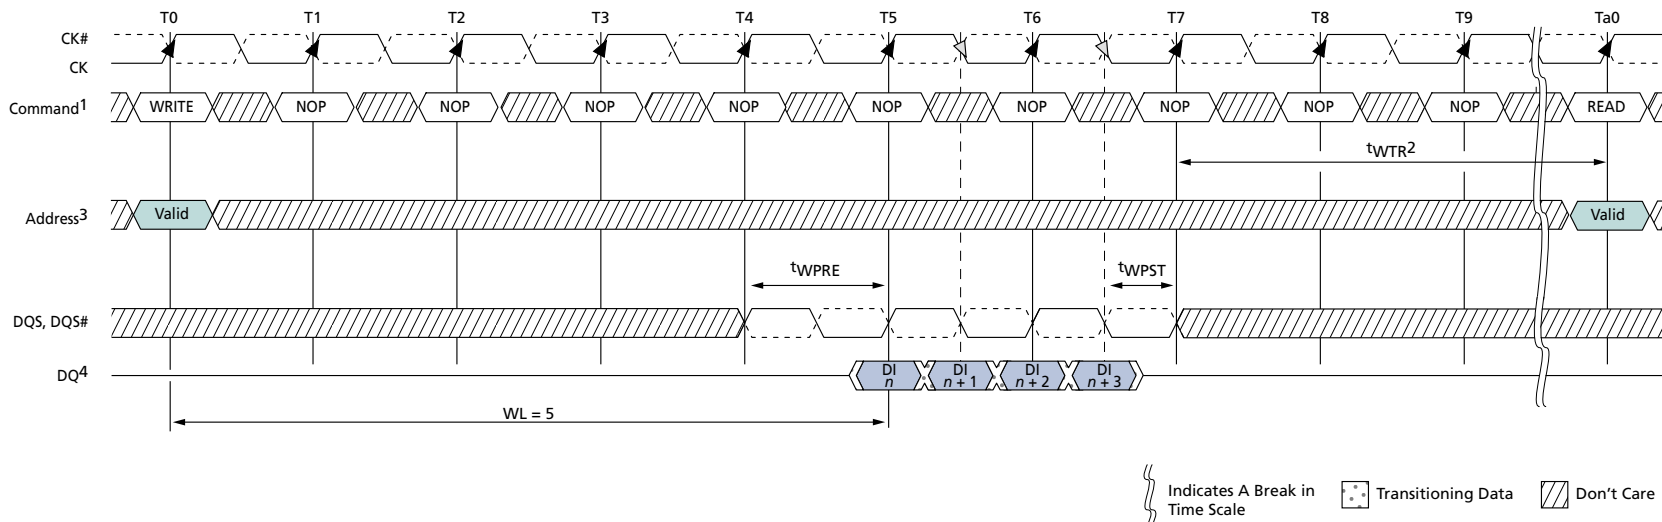 T0 T1 T2 T3 T4 T5 T6 T7 T8 T9 Ta0
CK#
CK
Command1 WRITE NOP NOP NOP NOP NOP NOP NOP NOP NOP READ
tWTR2
Address3 Valid Valid
tWPRE tWPST
DQS, DQS#
DQ4
DI n
DI n + 1
DI n + 2
DI n + 3
WL = 5
Indicates A Break in
Time Scale
Transitioning Data
Don't Care